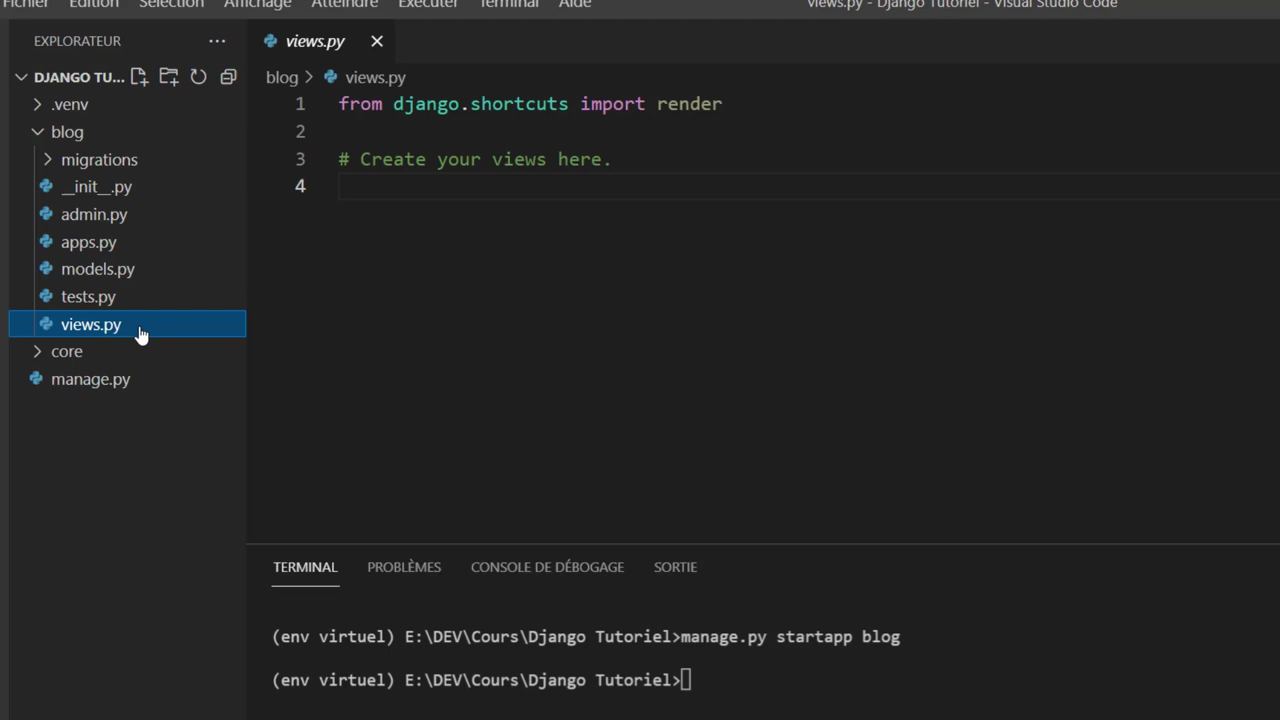 Fichier Edition Sélection Affichage Atteindre Exécuter Terminal Aide
views.py - Django Tutoriel - Visual Studio Code
EXPLORATEUR ...
DJANGO TU...
.venv
blog
migrations
__init__.py
admin.py
apps.py
models.py
tests.py
views.py
core
manage.py
views.py
blog > views.py
1 from django.shortcuts import render
2
3 # Create your views here.
4
TERMINAL PROBLÈMES CONSOLE DE DÉBOGAGE SORTIE
(env virtuel) E:\DEV\Cours\Django Tutoriel>manage.py startapp blog
(env virtuel) E:\DEV\Cours\Django Tutoriel>